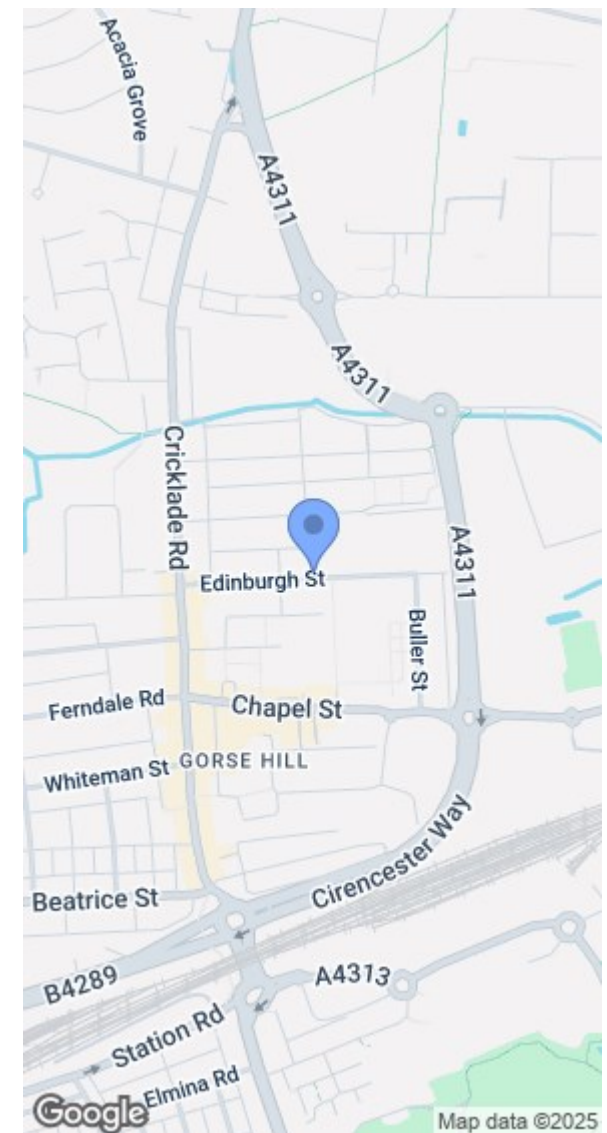 Acacia Grove
A4311
A4311
Cricklade Rd
A4311
Edinburgh St
Buller St
Ferndale Rd
Chapel St
GORSE HILL
Whiteman St
Cirencester Way
Beatrice St
B4289
A4313
Station Rd
Elmina Rd
Google
Map data ©2025